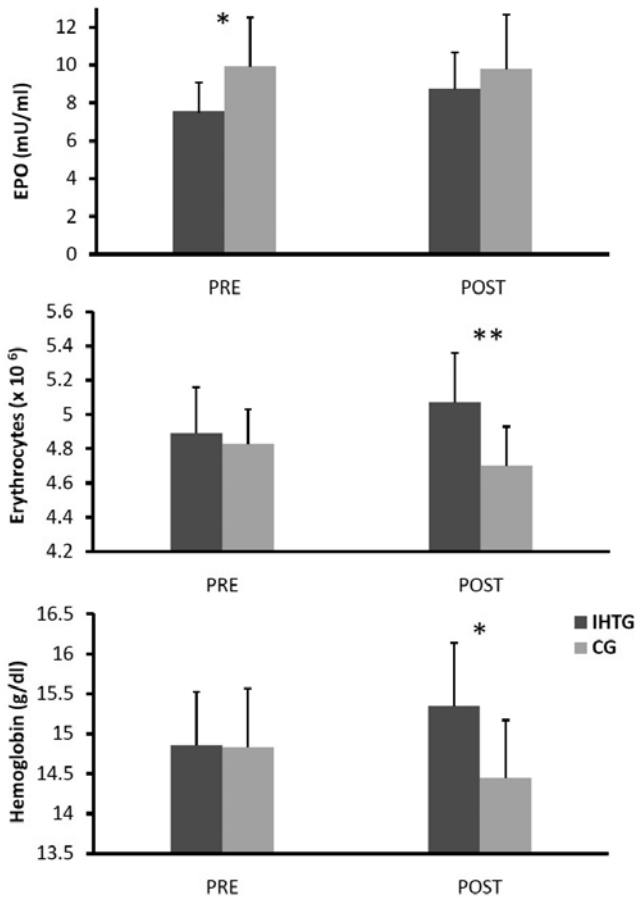 12
10
8
6
4
2
0
EPO (mU/ml)
*
PRE
POST
5.6
5.4
5.2
5
4.8
4.6
4.4
4.2
Erythrocytes (x 10 ⁶)
**
PRE
POST
16.5
16
15.5
15
14.5
14
13.5
Hemoglobin (g/dl)
*
IHTG
CG
PRE
POST